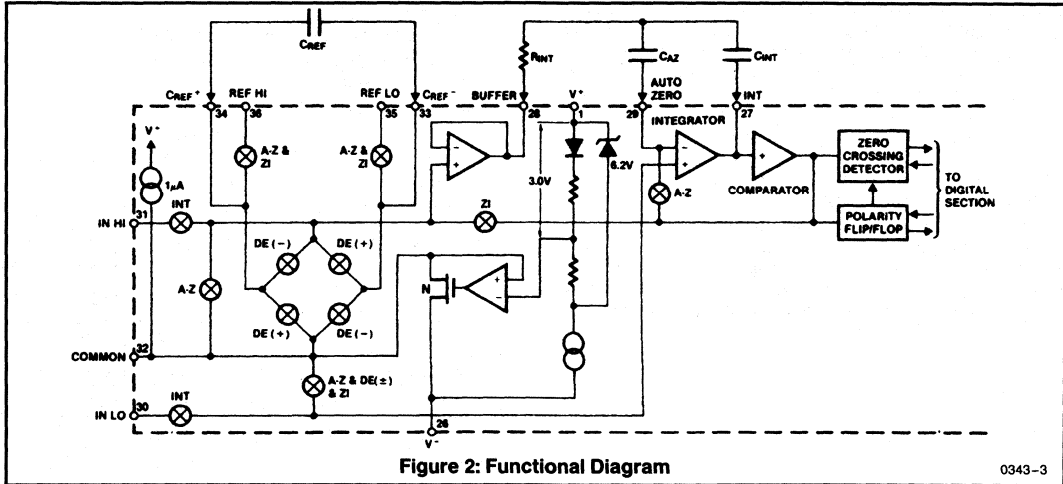 CREF
RINT
CAZ
CINT
CREF+
REF HI
REF LO
CREF-
BUFFER
V+
AUTO
ZERO
INT
34
36
35
33
28
1
29
27
INTEGRATOR
V-
A-Z &
ZI
A-Z &
ZI
6.2V
ZERO
CROSSING
DETECTOR
3.0V
1µA
A-Z
COMPARATOR
TO
DIGITAL
SECTION
31
INT
ZI
IN HI
POLARITY
FLIP/FLOP
DE (-)
DE (+)
A-Z
N
DE (+)
DE (-)
32
COMMON
A-Z & DE(±)
& ZI
INT
30
IN LO
26
V-
Figure 2: Functional Diagram
0343-3